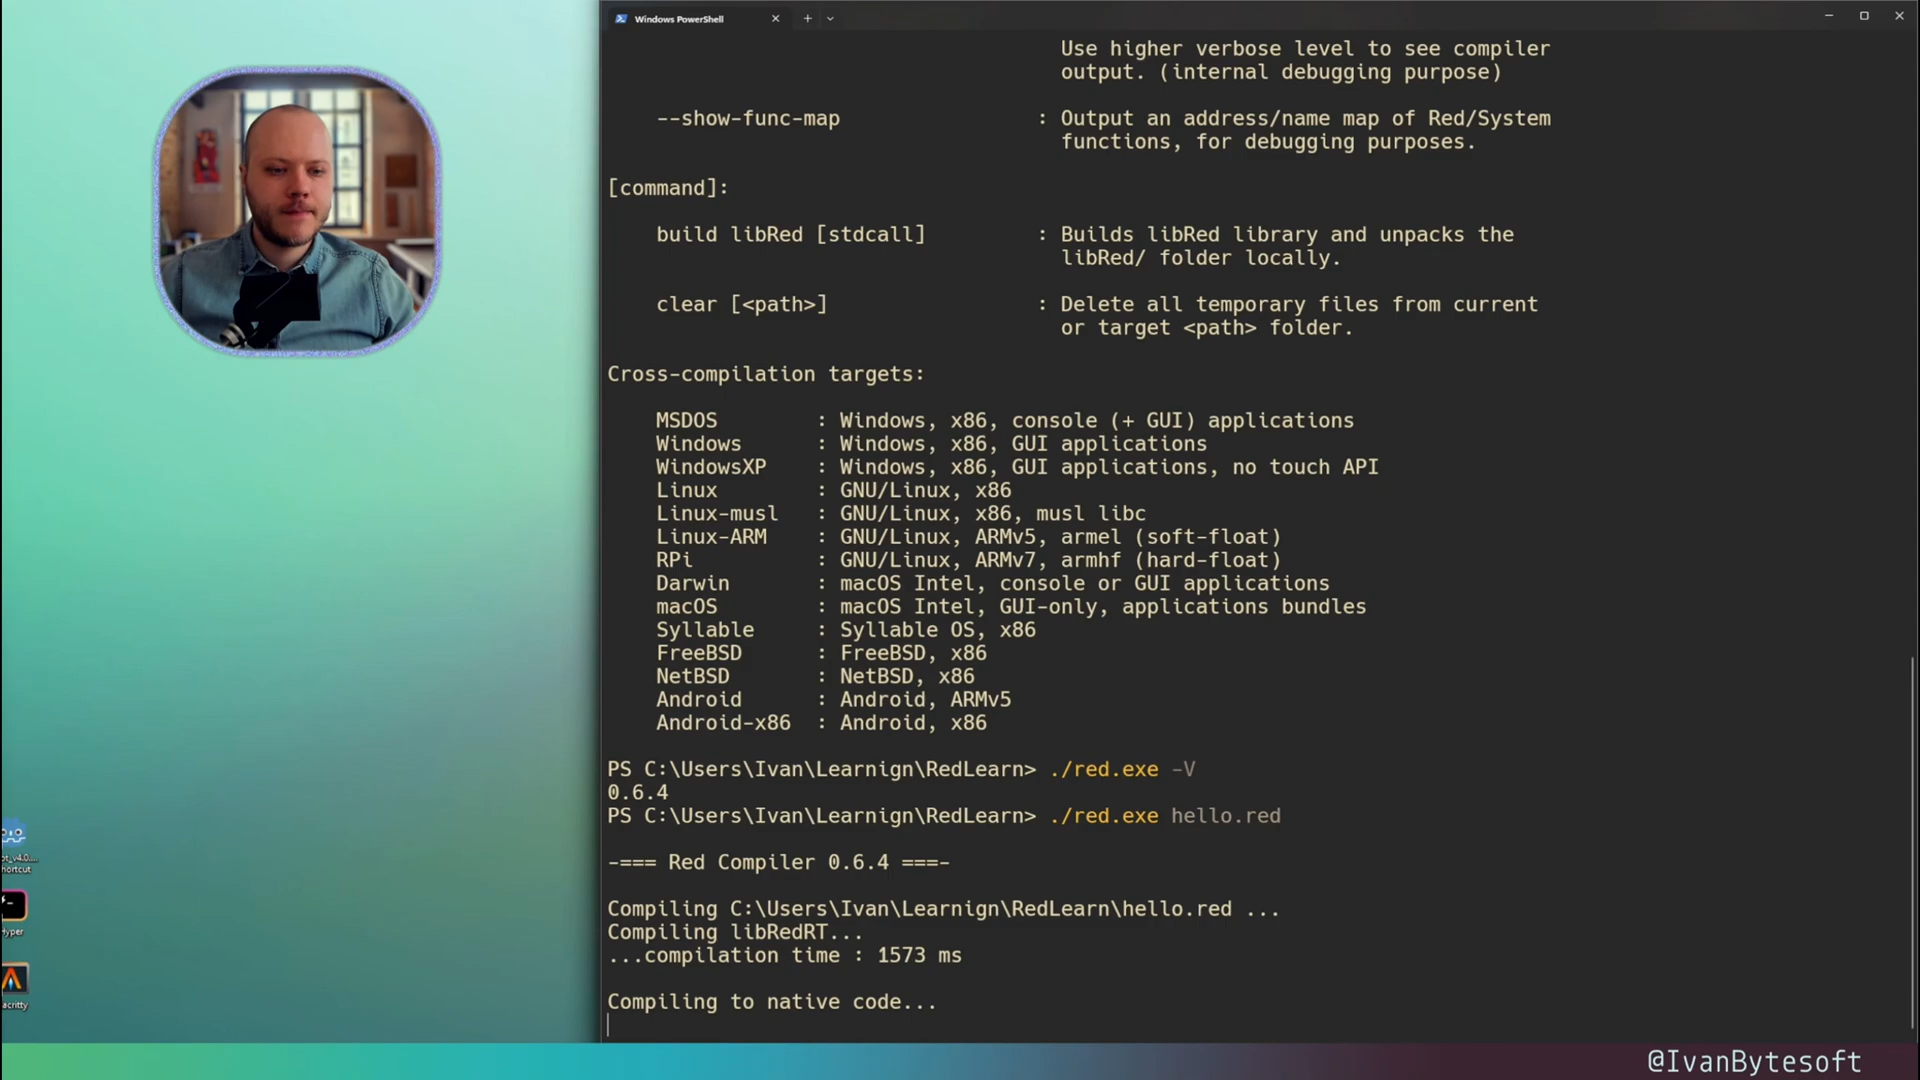 Windows PowerShell
Use higher verbose level to see compiler
output. (internal debugging purpose)
--show-func-map : Output an address/name map of Red/System
functions, for debugging purposes.
[command]:
build libRed [stdcall] : Builds libRed library and unpacks the
libRed/ folder locally.
clear [<path>] : Delete all temporary files from current
or target <path> folder.
Cross-compilation targets:
MSDOS : Windows, x86, console (+ GUI) applications
Windows : Windows, x86, GUI applications
WindowsXP : Windows, x86, GUI applications, no touch API
Linux : GNU/Linux, x86
Linux-musl : GNU/Linux, x86, musl libc
Linux-ARM : GNU/Linux, ARMv5, armel (soft-float)
RPi : GNU/Linux, ARMv7, armhf (hard-float)
Darwin : macOS Intel, console or GUI applications
macOS : macOS Intel, GUI-only, applications bundles
Syllable : Syllable OS, x86
FreeBSD : FreeBSD, x86
NetBSD : NetBSD, x86
Android : Android, ARMv5
Android-x86 : Android, x86
PS C:\Users\Ivan\Learnign\RedLearn> ./red.exe -V
0.6.4
PS C:\Users\Ivan\Learnign\RedLearn> ./red.exe hello.red
-=== Red Compiler 0.6.4 ===-
Compiling C:\Users\Ivan\Learnign\RedLearn\hello.red ...
Compiling libRedRT...
...compilation time : 1573 ms
Compiling to native code...
ot_v4.0....
hortcut
Hyper
lacritty
@IvanBytesoft